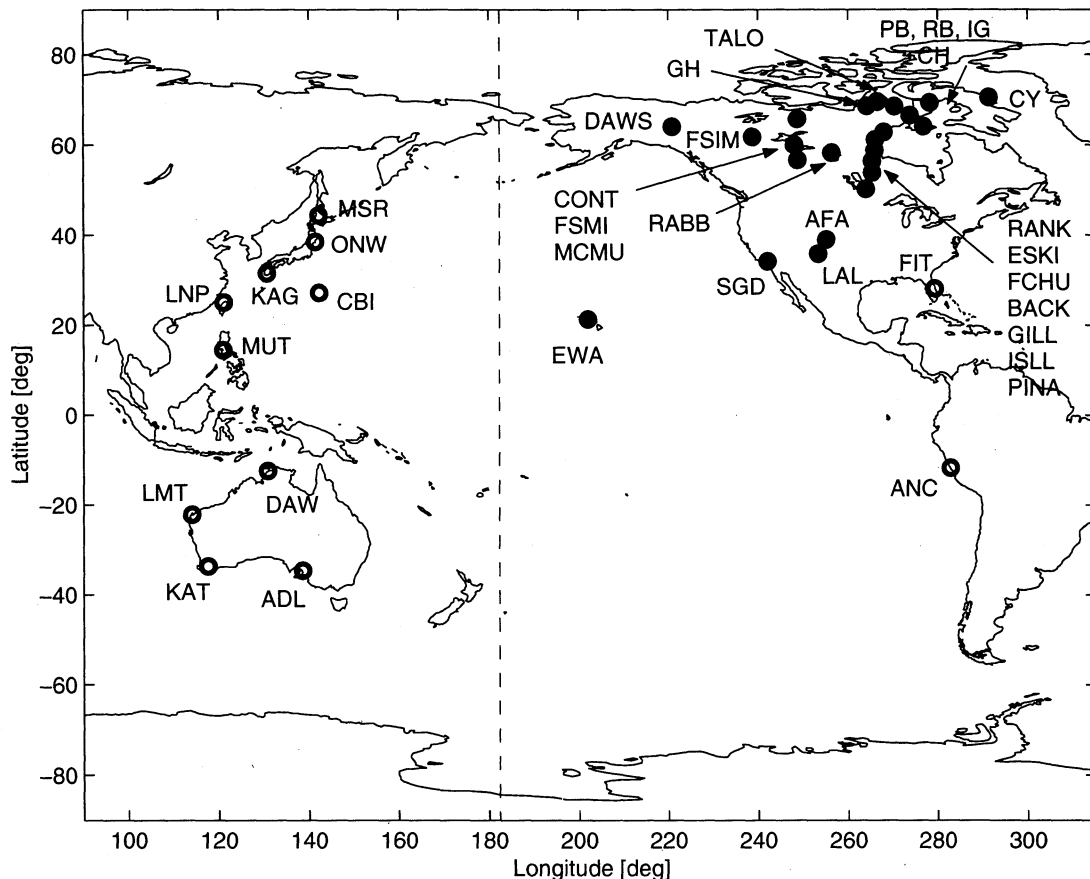 PB, RB, IG
TALO
CH
GH
CY
DAWS
FSIM
CONT
FSMI
MCMU
RABB
AFA
RANK
ESKI
FCHU
BACK
GILL
ISLL
PINA
MSR
ONW
LNP
KAG
CBI
MUT
SGD
LAL
FIT
EWA
LMT
DAW
ANC
KAT
ADL
80
60
40
20
0
−20
−40
−60
−80
Latitude [deg]
100 120 140 160 180 200 220 240 260 280 300
Longitude [deg]